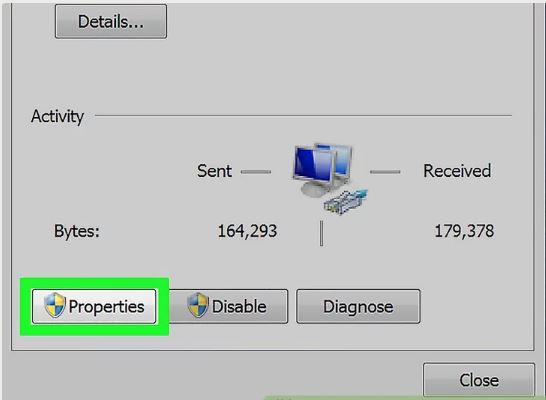 Details...
Activity
Sent Received
Bytes: 164,293 179,378
Properties Disable Diagnose
Close